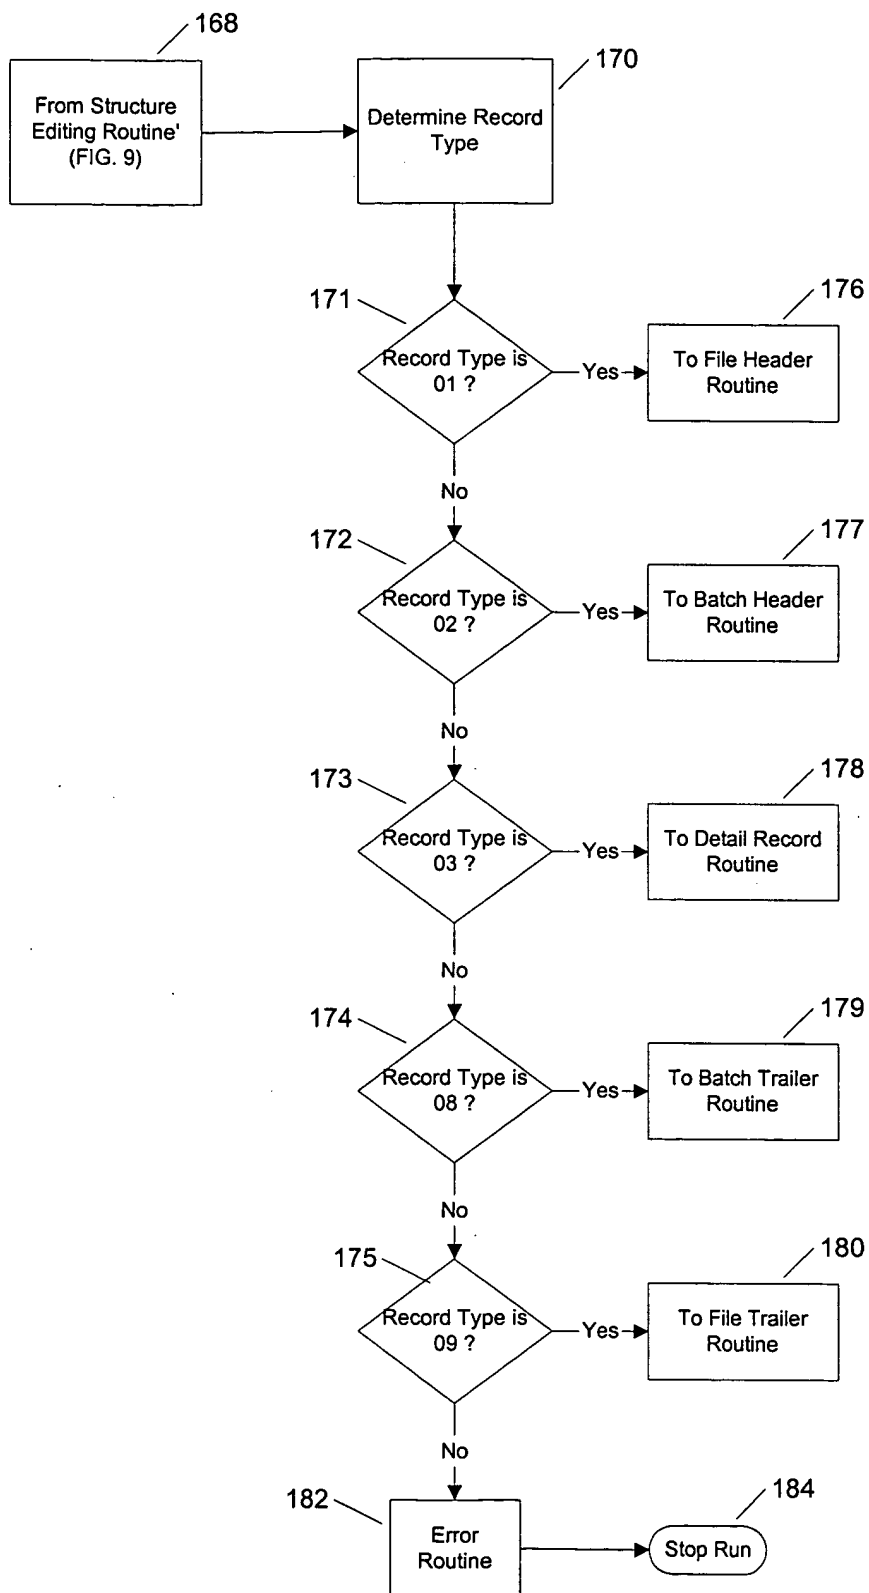 168
From Structure
Editing Routine'
(FIG. 9)
170
Determine Record
Type
171
Record Type is
01 ?
Yes
176
To File Header
Routine
No
172
Record Type is
02 ?
Yes
177
To Batch Header
Routine
No
173
Record Type is
03 ?
Yes
178
To Detail Record
Routine
No
174
Record Type is
08 ?
Yes
179
To Batch Trailer
Routine
No
175
Record Type is
09 ?
Yes
180
To File Trailer
Routine
No
182
Error
Routine
184
Stop Run